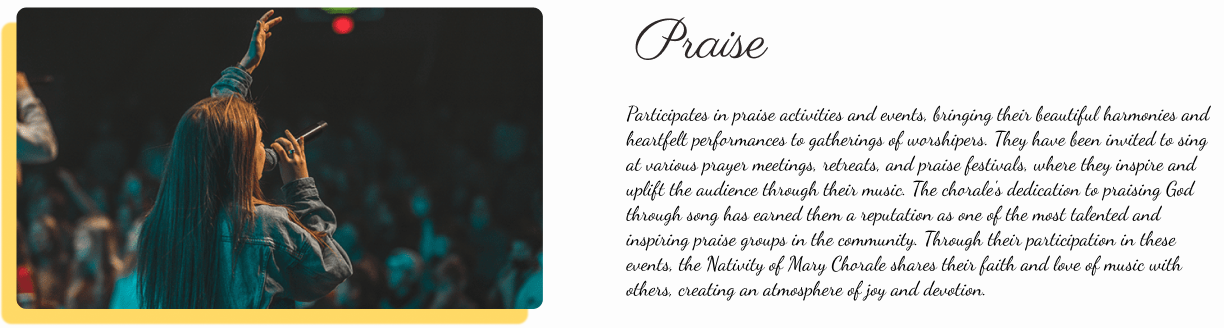 Praise
Participates in praise activities and events, bringing their beautiful harmonies and
heartfelt performances to gatherings of worshipers. They have been invited to sing
at various prayer meetings, retreats, and praise festivals, where they inspire and
uplift the audience through their music. The chorale's dedication to praising God
through song has earned them a reputation as one of the most talented and
inspiring praise groups in the community. Through their participation in these
events, the Nativity of Mary Chorale shares their faith and love of music with
others, creating an atmosphere of joy and devotion.